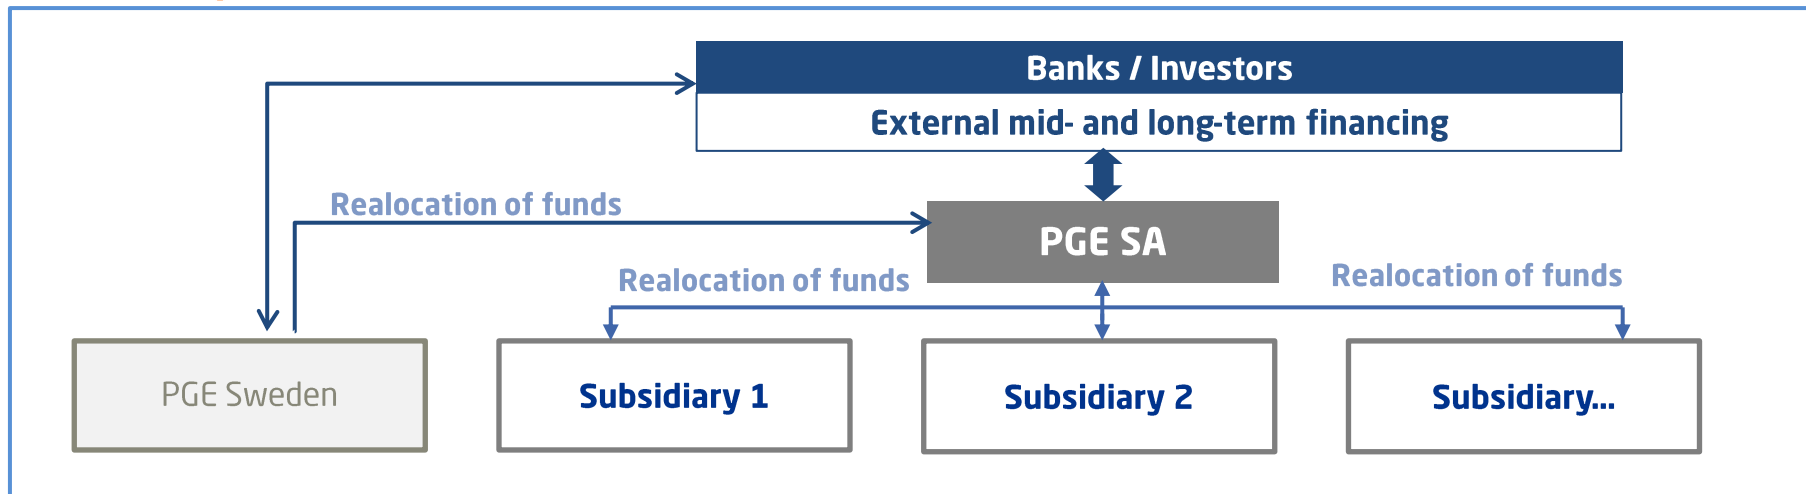 Banks / Investors
External mid- and long-term financing
Realocation of funds
PGE SA
Realocation of funds
Realocation of funds
PGE Sweden
Subsidiary 1
Subsidiary 2
Subsidiary...